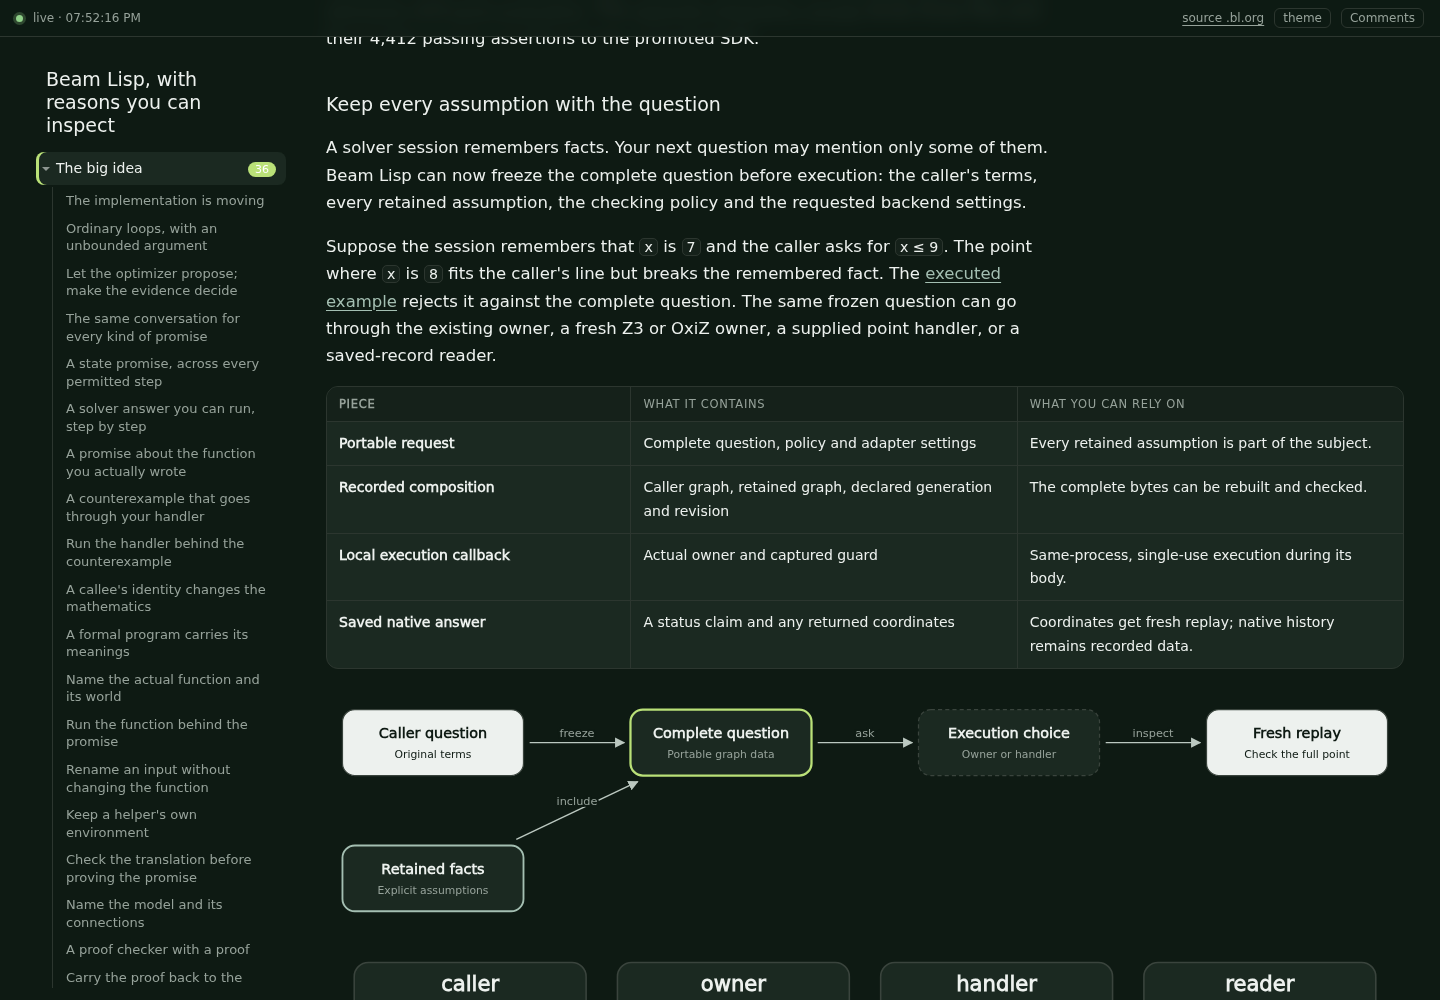 live · 07:52:16 PM
source .bl.org
theme
Comments
Beam Lisp, with
reasons you can
inspect
The big idea
36
The implementation is moving
Ordinary loops, with an
unbounded argument
Let the optimizer propose;
make the evidence decide
The same conversation for
every kind of promise
A state promise, across every
permitted step
A solver answer you can run,
step by step
A promise about the function
you actually wrote
A counterexample that goes
through your handler
Run the handler behind the
counterexample
A callee's identity changes the
mathematics
A formal program carries its
meanings
Name the actual function and
its world
Run the function behind the
promise
Rename an input without
changing the function
Keep a helper's own
environment
Check the translation before
proving the promise
Name the model and its
connections
A proof checker with a proof
Carry the proof back to the
their 4,412 passing assertions to the promoted SDK.
Keep every assumption with the question
A solver session remembers facts. Your next question may mention only some of them.
Beam Lisp can now freeze the complete question before execution: the caller's terms,
every retained assumption, the checking policy and the requested backend settings.
Suppose the session remembers that x is 7 and the caller asks for x ≤ 9. The point
where x is 8 fits the caller's line but breaks the remembered fact. The executed
example rejects it against the complete question. The same frozen question can go
through the existing owner, a fresh Z3 or OxiZ owner, a supplied point handler, or a
saved-record reader.
PIECE
WHAT IT CONTAINS
WHAT YOU CAN RELY ON
Portable request
Complete question, policy and adapter settings
Every retained assumption is part of the subject.
Recorded composition
Caller graph, retained graph, declared generation
and revision
The complete bytes can be rebuilt and checked.
Local execution callback
Actual owner and captured guard
Same-process, single-use execution during its
body.
Saved native answer
A status claim and any returned coordinates
Coordinates get fresh replay; native history
remains recorded data.
Caller question
Original terms
freeze
Complete question
Portable graph data
ask
Execution choice
Owner or handler
inspect
Fresh replay
Check the full point
include
Retained facts
Explicit assumptions
caller
owner
handler
reader